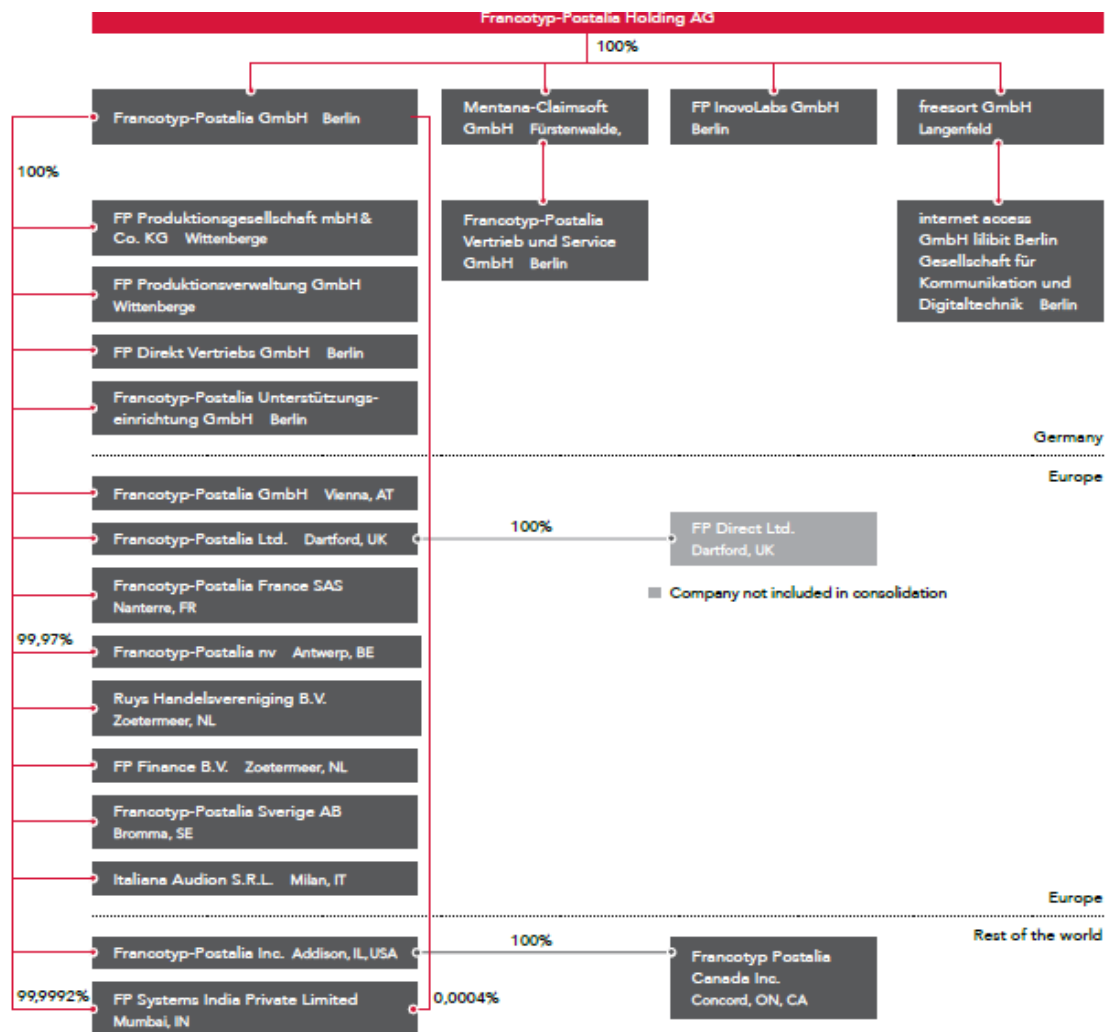 Francotyp-Postalia Holding AG
100%
Francotyp-Postalia GmbH Berlin
Mentana-Claimsoft
GmbH Fürstenwalde,
FP InovoLabs GmbH
Berlin
freesort GmbH
Langenfeld
100%
FP Produktionsgesellschaft mbH &
Co. KG Wittenberge
Francotyp-Postalia
Vertrieb und Service
GmbH Berlin
internet access
GmbH lilibit Berlin
Gesellschaft für
Kommunikation und
Digitaltechnik Berlin
FP Produktionsverwaltung GmbH
Wittenberge
FP Direkt Vertriebs GmbH Berlin
Francotyp-Postalia Unterstützungs-
einrichtung GmbH Berlin
Germany
Europe
Francotyp-Postalia GmbH Vienna, AT
Francotyp-Postalia Ltd. Dartford, UK
100%
FP Direct Ltd.
Dartford, UK
Francotyp-Postalia France SAS
Nanterre, FR
Company not included in consolidation
99,97%
Francotyp-Postalia nv Antwerp, BE
Ruys Handelsvereniging B.V.
Zoetermeer, NL
FP Finance B.V. Zoetermeer, NL
Francotyp-Postalia Sverige AB
Bromma, SE
Italiana Audion S.R.L. Milan, IT
Europe
Rest of the world
Francotyp-Postalia Inc. Addison, IL, USA
100%
Francotyp Postalia
Canada Inc.
Concord, ON, CA
99,9992%
FP Systems India Private Limited
Mumbai, IN
0,0004%